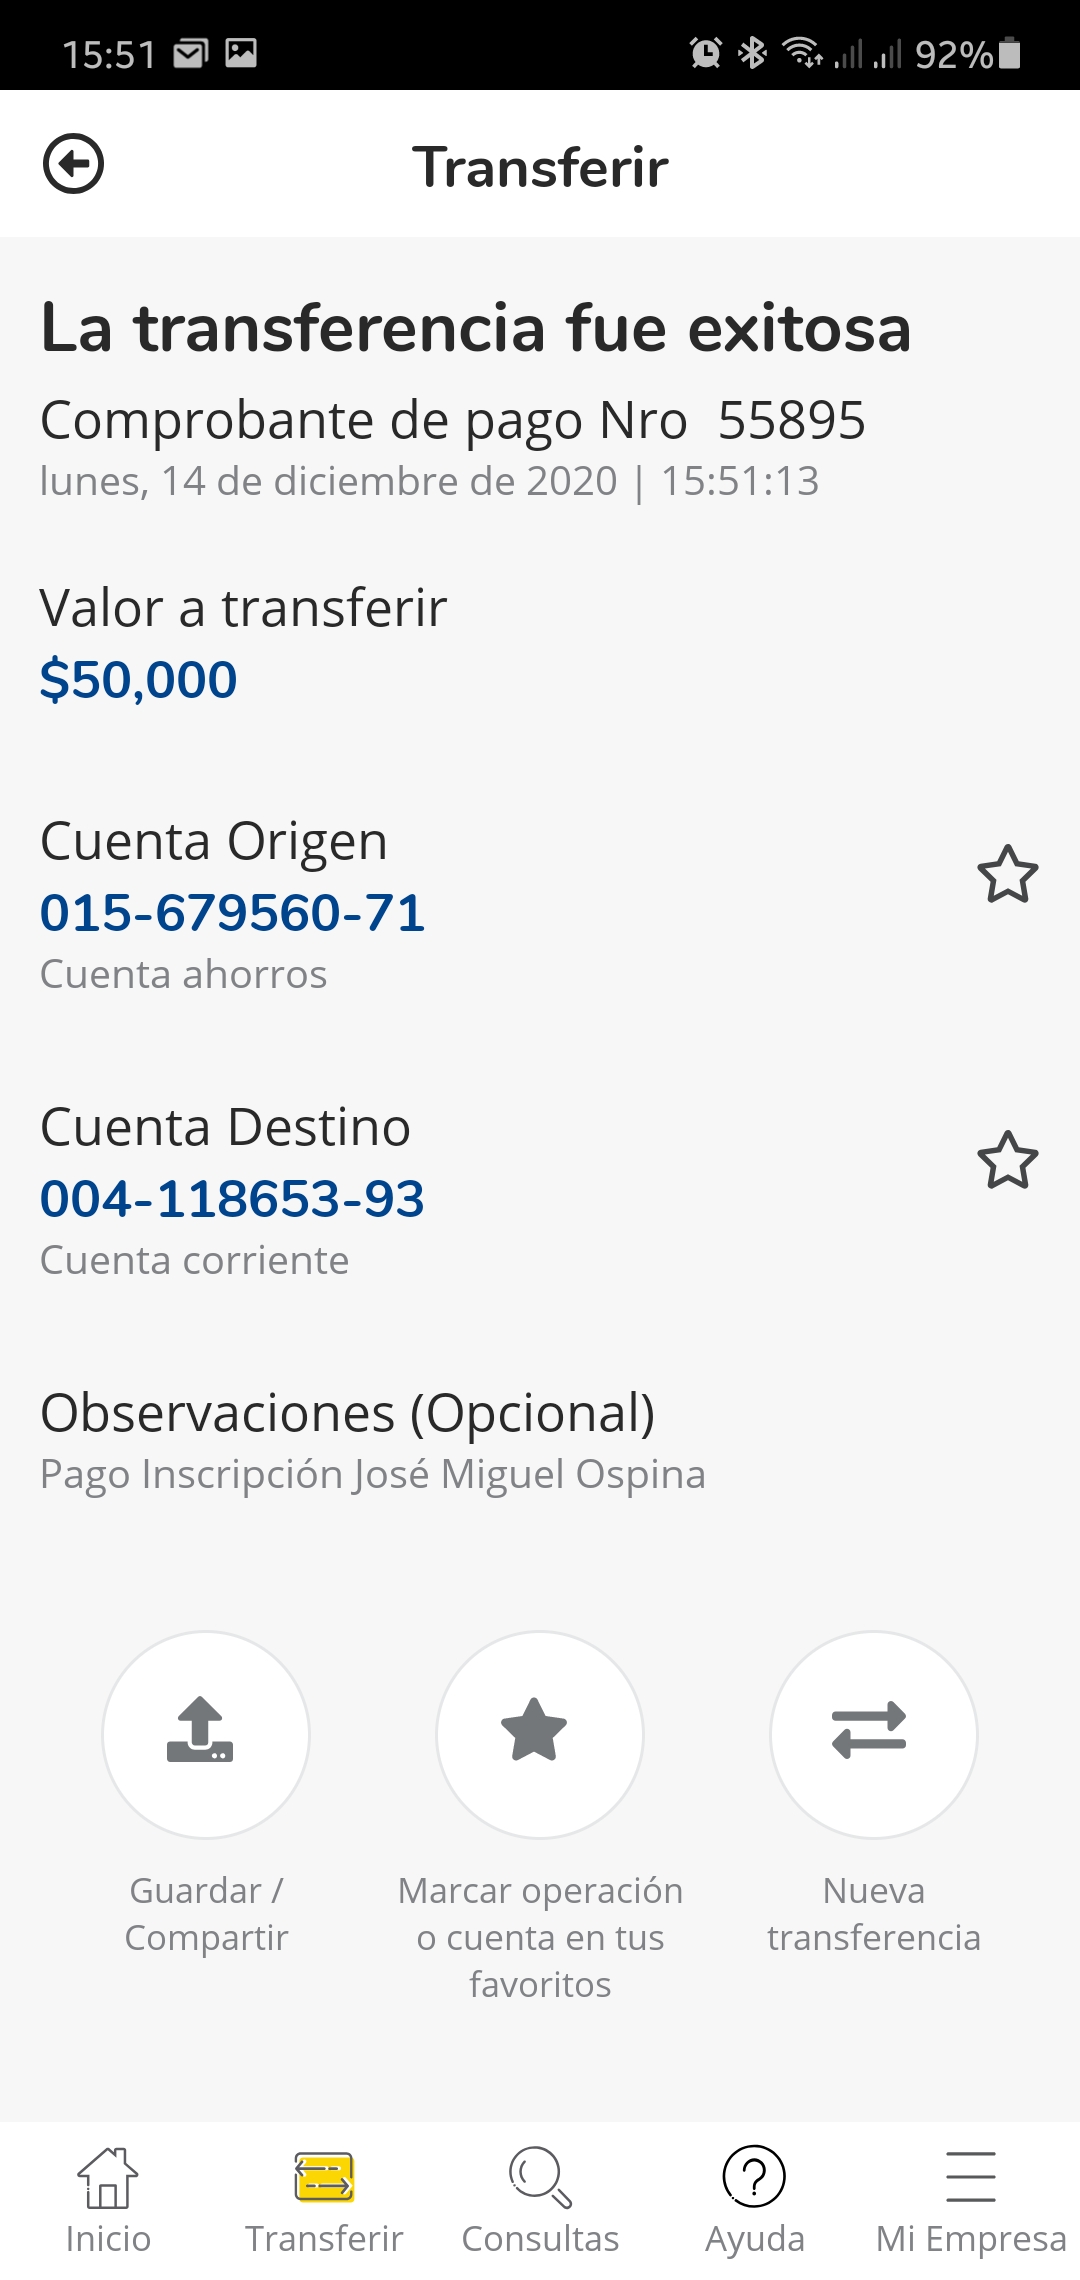 15:51 92%
Transferir
La transferencia fue exitosa
Comprobante de pago Nro 55895
lunes, 14 de diciembre de 2020 | 15:51:13
Valor a transferir
$50,000
Cuenta Origen
015-679560-71
Cuenta ahorros
Cuenta Destino
004-118653-93
Cuenta corriente
Observaciones (Opcional)
Pago Inscripción José Miguel Ospina
Guardar /
Compartir
Marcar operación
o cuenta en tus
favoritos
Nueva
transferencia
Inicio Transferir Consultas Ayuda Mi Empresa